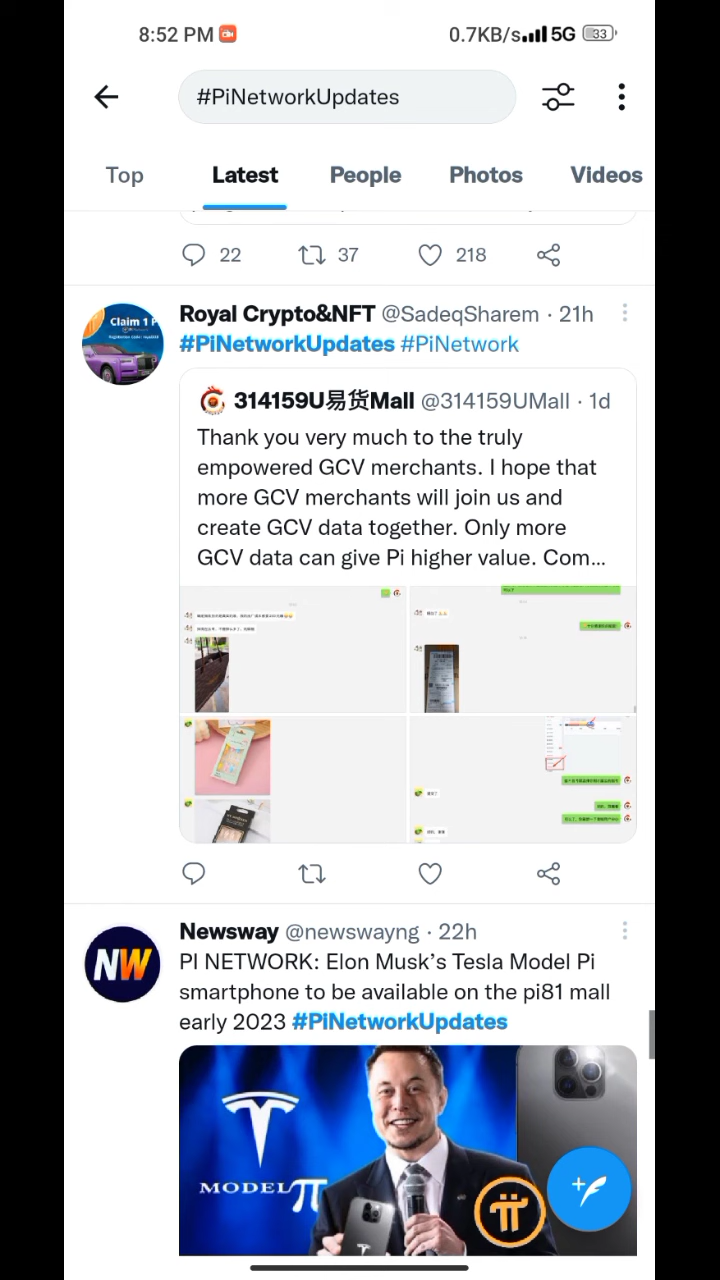 8:52 PM
0.7KB/s 5G 33
#PiNetworkUpdates
Top Latest People Photos Videos
22 37 218
Claim 1 P
Royal Crypto&NFT @SadeqSharem · 21h
#PiNetworkUpdates #PiNetwork
314159U易货Mall @314159UMall · 1d
Thank you very much to the truly
empowered GCV merchants. I hope that
more GCV merchants will join us and
create GCV data together. Only more
GCV data can give Pi higher value. Com...
NW
Newsway @newswayng · 22h
PI NETWORK: Elon Musk's Tesla Model Pi
smartphone to be available on the pi81 mall
early 2023 #PiNetworkUpdates
MODEL π